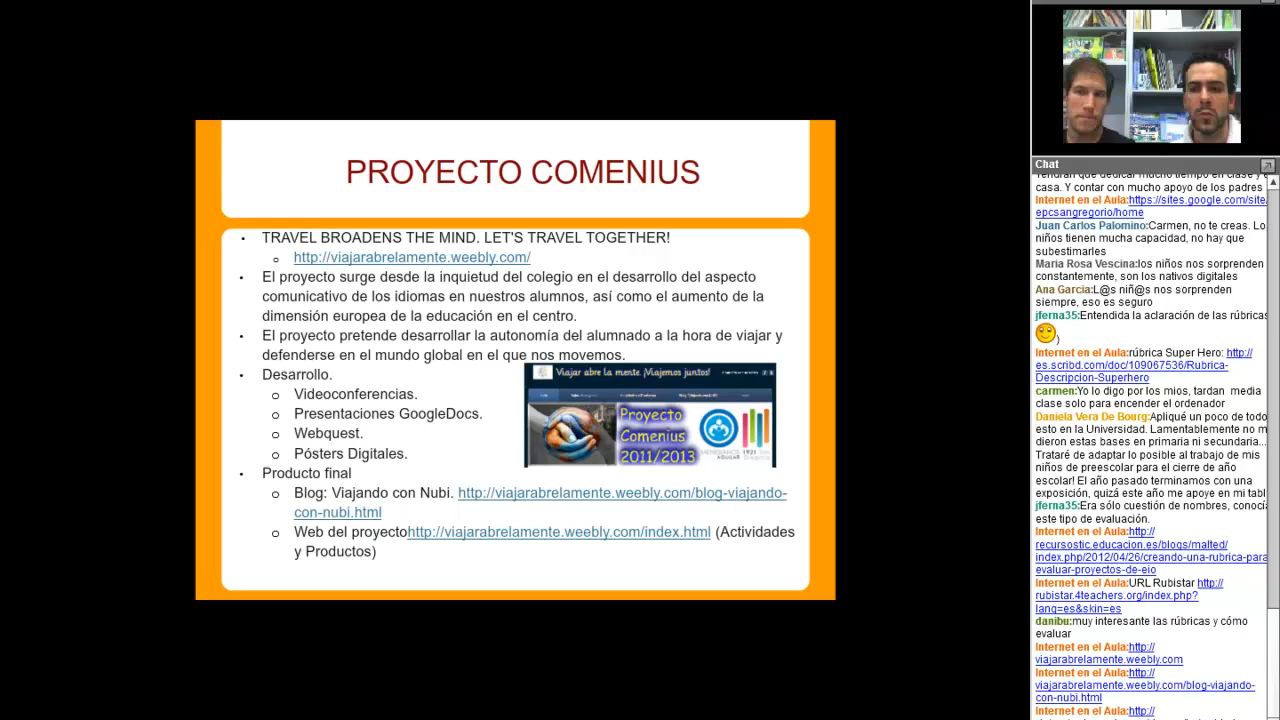 PROYECTO COMENIUS
• TRAVEL BROADENS THE MIND. LET'S TRAVEL TOGETHER!
o http://viajarabrelamente.weebly.com/
• El proyecto surge desde la inquietud del colegio en el desarrollo del aspecto
comunicativo de los idiomas en nuestros alumnos, así como el aumento de la
dimensión europea de la educación en el centro.
• El proyecto pretende desarrollar la autonomía del alumnado a la hora de viajar y
defenderse en el mundo global en el que nos movemos.
• Desarrollo.
o Videoconferencias.
o Presentaciones GoogleDocs.
o Webquest.
o Pósters Digitales.
Viajar abre la mente ¡Viajemos juntos!
Proyecto
Comenius
2011/2013
• Producto final
o Blog: Viajando con Nubi. http://viajarabrelamente.weebly.com/blog-viajando-
con-nubi.html
o Web del proyectohttp://viajarabrelamente.weebly.com/index.html (Actividades
y Productos)
Chat
Tendrán que dedicar mucho tiempo en clase y e
casa. Y contar con mucho apoyo de los padres
Internet en el Aula:https://sites.google.com/site/
epcsangregorio/home
Juan Carlos Palomino:Carmen, no te creas. Lo
niños tienen mucha capacidad, no hay que
subestimarles
Maria Rosa Vescina:los niños nos sorprenden
constantemente, son los nativos digitales
Ana Garcia:L@s niñ@s nos sorprenden
siempre, eso es seguro
jferna35:Entendida la aclaración de las rúbricas
)
Internet en el Aula:rúbrica Super Hero: http://
es.scribd.com/doc/109067536/Rubrica-
Descripcion-Superhero
carmen:Yo lo digo por los mios, tardan media
clase solo para encender el ordenador
Daniela Vera De Bourg:Apliqué un poco de todo
esto en la Universidad. Lamentablemente no m
dieron estas bases en primaria ni secundaria...
Trataré de adaptar lo posible al trabajo de mis
niños de preescolar para el cierre de año
escolar! El año pasado terminamos con una
exposición, quizá este año me apoye en mi tabl
jferna35:Era sólo cuestión de nombres, conocía
este tipo de evaluación.
Internet en el Aula:http://
recursostic.educacion.es/blogs/malted/
index.php/2012/04/26/creando-una-rubrica-para
evaluar-proyectos-de-eio
Internet en el Aula:URL Rubistar http://
rubistar.4teachers.org/index.php?
lang=es&skin=es
danibu:muy interesante las rúbricas y cómo
evaluar
Internet en el Aula:http://
viajarabrelamente.weebly.com
Internet en el Aula:http://
viajarabrelamente.weebly.com/blog-viajando-
con-nubi.html
Internet en el Aula:http://